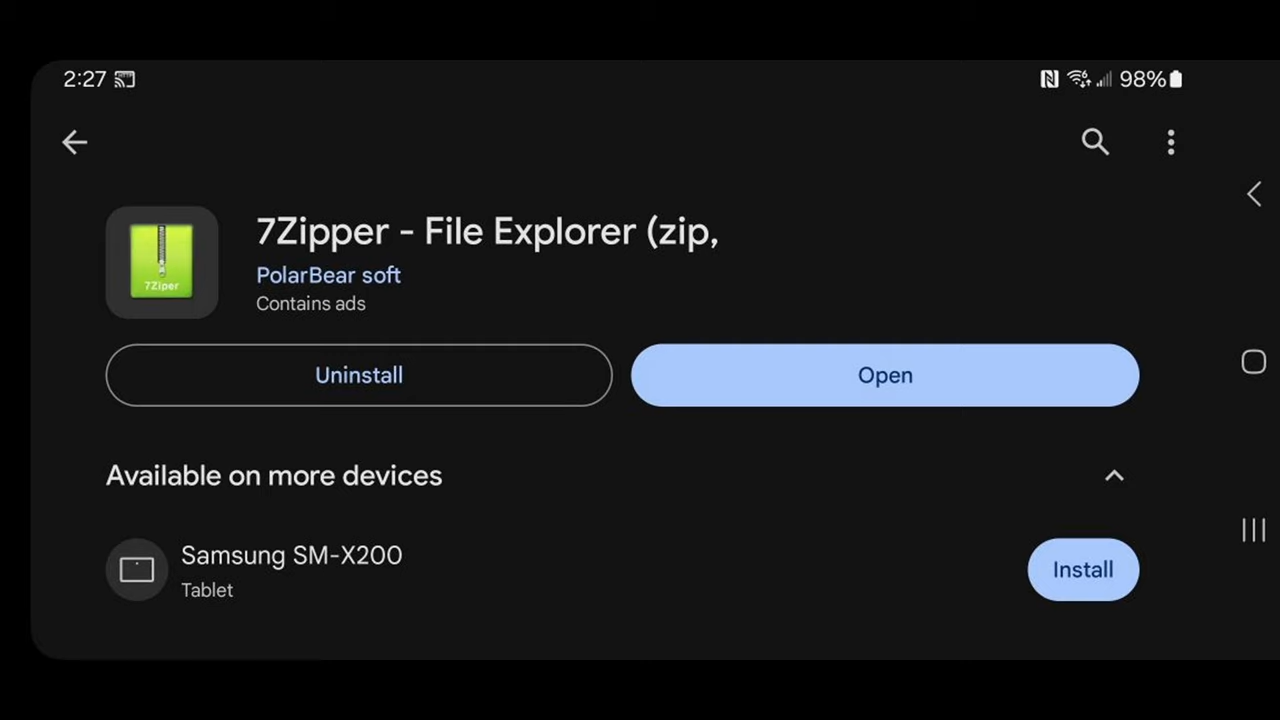 2:27 98%
7Zipper - File Explorer (zip,
PolarBear soft
7Ziper
Contains ads
Uninstall Open
Available on more devices
Samsung SM-X200
Tablet
Install